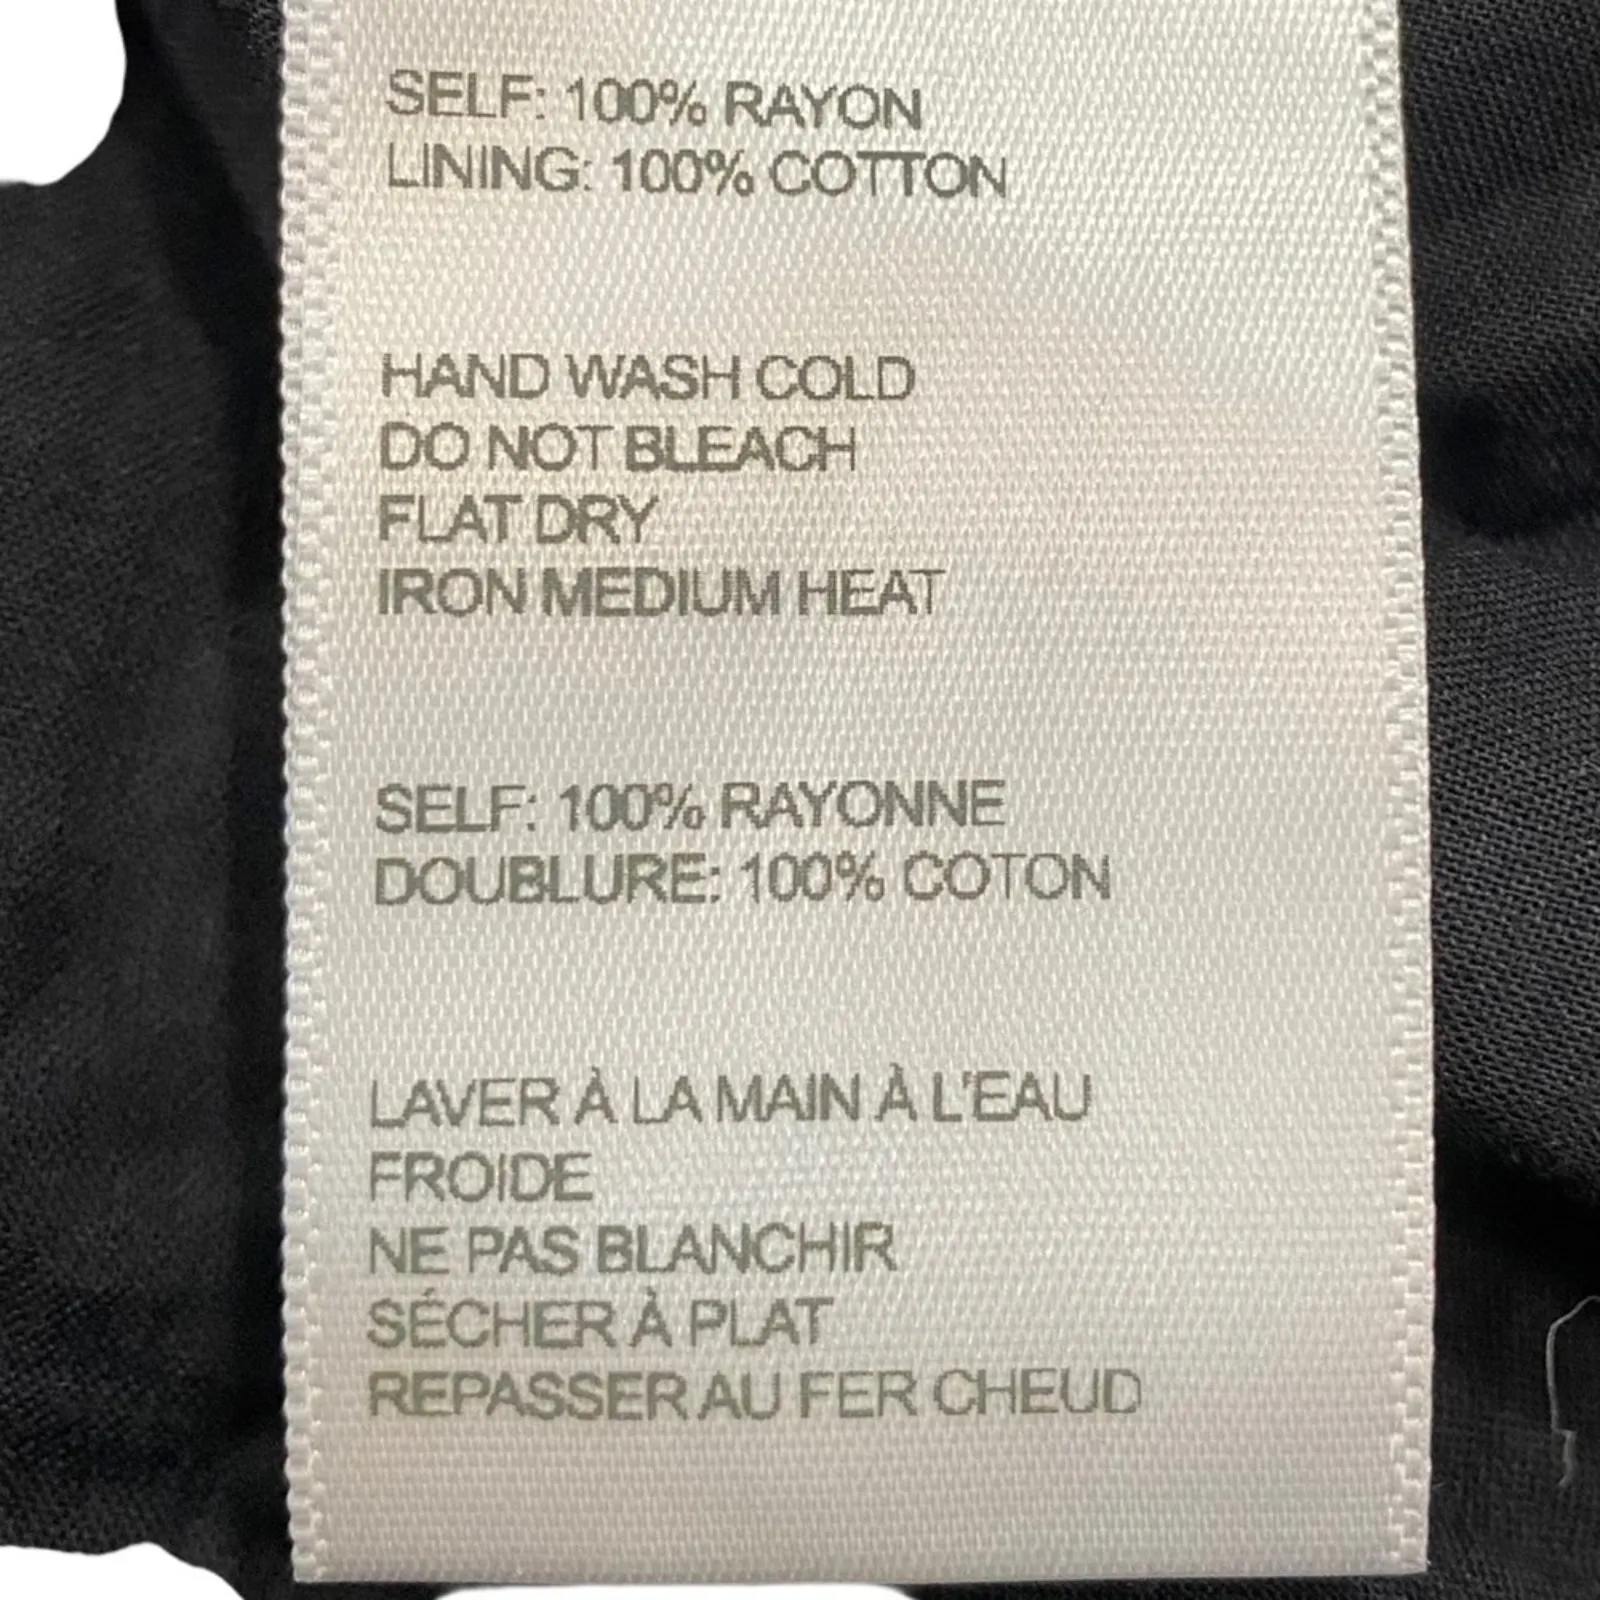 SELF: 100% RAYON
LINING: 100% COTTON
HAND WASH COLD
DO NOT BLEACH
FLAT DRY
IRON MEDIUM HEAT
SELF: 100% RAYONNE
DOUBLURE: 100% COTON
LAVER À LA MAIN À L'EAU
FROIDE
NE PAS BLANCHIR
SÉCHER À PLAT
REPASSER AU FER CHEUD